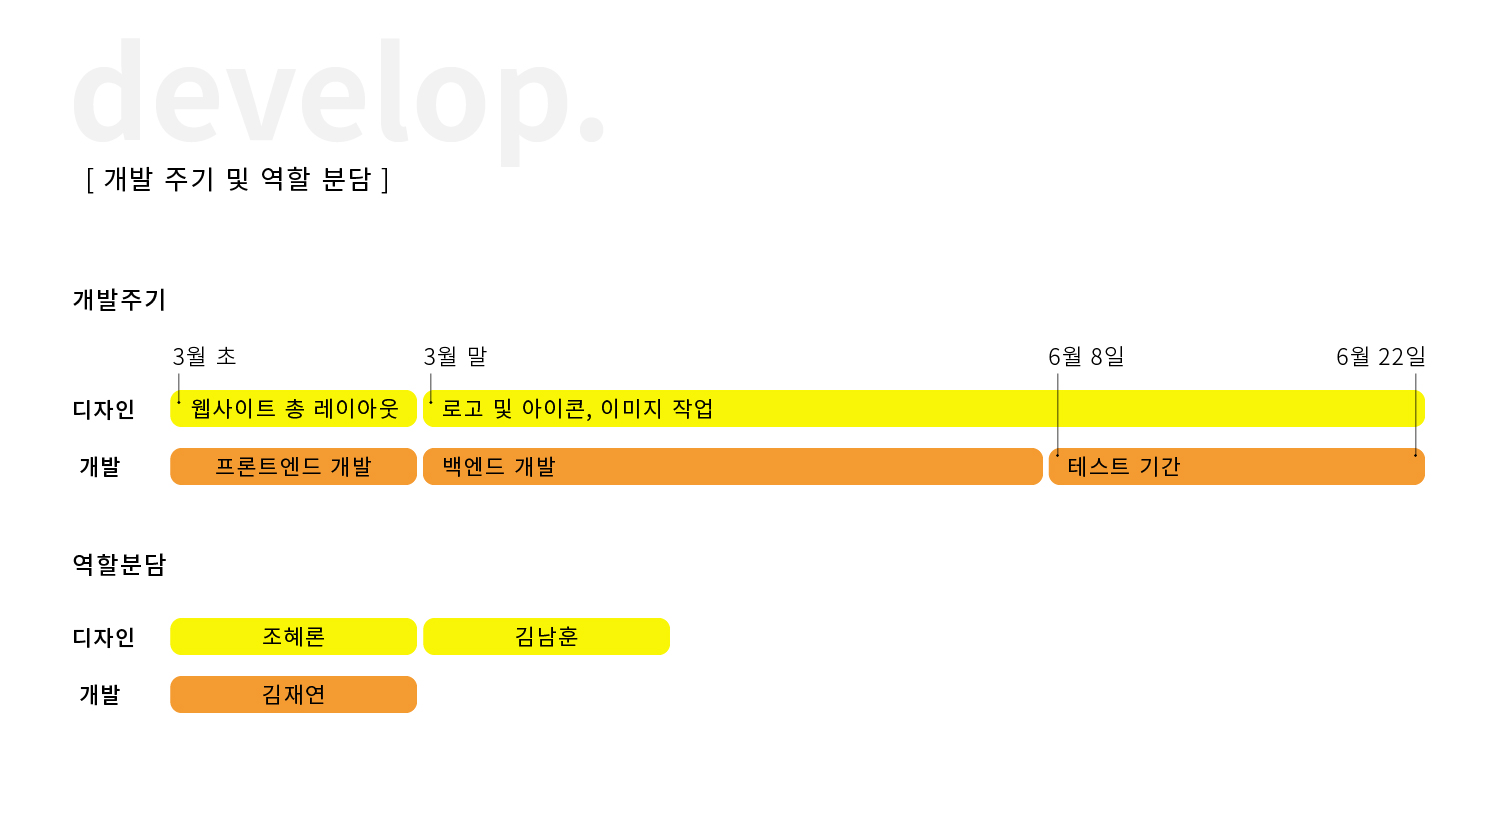 develop.
[ 개발 주기 및 역할 분담 ]
개발주기
3월 초 3월 말 6월 8일 6월 22일
디자인 웹사이트 총 레이아웃 로고 및 아이콘, 이미지 작업
개발 프론트엔드 개발 백엔드 개발 테스트 기간
역할분담
디자인 조혜론 김남훈
개발 김재연